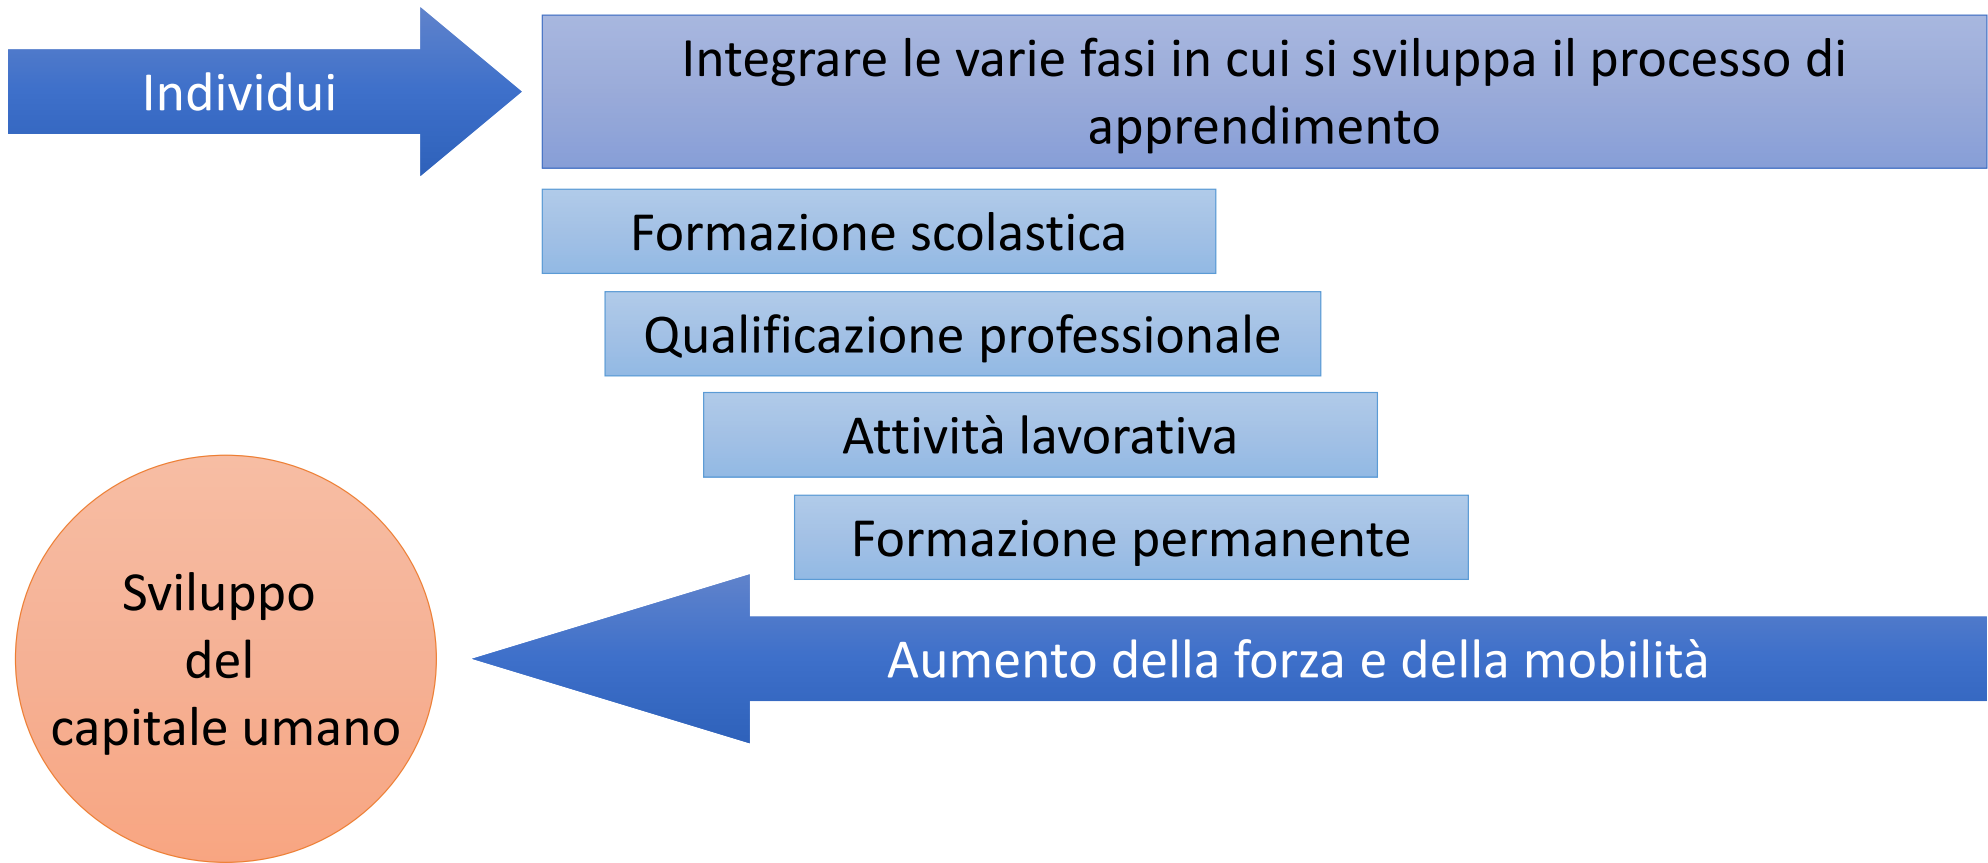 Individui
Integrare le varie fasi in cui si sviluppa il processo di
apprendimento
Formazione scolastica
Qualificazione professionale
Attività lavorativa
Formazione permanente
Aumento della forza e della mobilità
Sviluppo
del
capitale umano